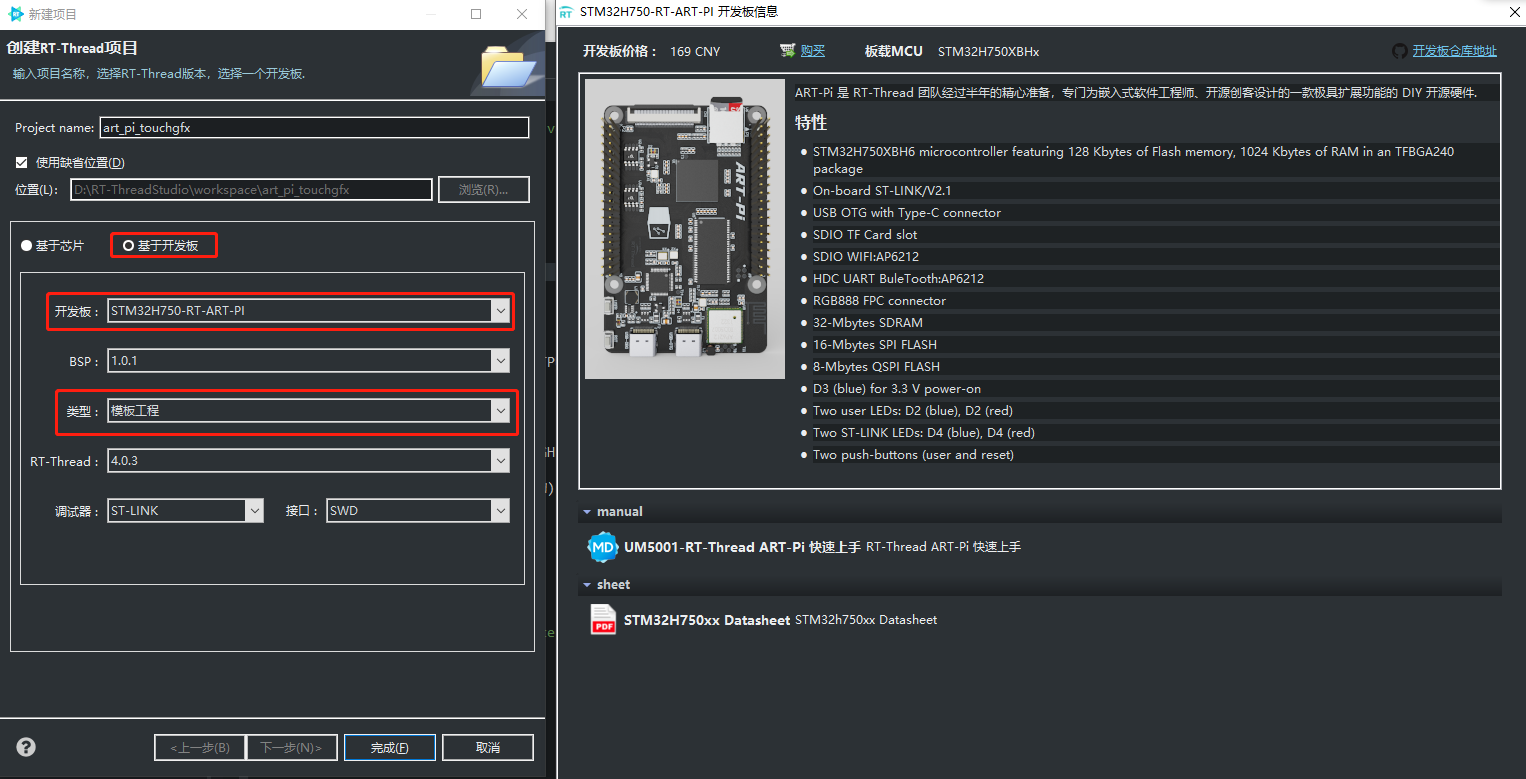 新建项目
创建RT-Thread项目
输入项目名称，选择RT-Thread版本，选择一个开发板.
Project name: art_pi_touchgfx
使用缺省位置(D)
位置(L): D:\RT-ThreadStudio\workspace\art_pi_touchgfx 浏览(R)...
基于芯片 基于开发板
开发板： STM32H750-RT-ART-PI
BSP： 1.0.1
类型： 模板工程
RT-Thread： 4.0.3
调试器： ST-LINK 接口： SWD
<上一步(B) 下一步(N)> 完成(F) 取消
RT STM32H750-RT-ART-PI 开发板信息
开发板价格： 169 CNY 购买 板载MCU STM32H750XBHx 开发板仓库地址
ART-Pi
ART-Pi 是 RT-Thread 团队经过半年的精心准备，专门为嵌入式软件工程师、开源创客设计的一款极具扩展功能的 DIY 开源硬件.
特性
● STM32H750XBH6 microcontroller featuring 128 Kbytes of Flash memory, 1024 Kbytes of RAM in an TFBGA240
package
● On-board ST-LINK/V2.1
● USB OTG with Type-C connector
● SDIO TF Card slot
● SDIO WIFI:AP6212
● HDC UART BuleTooth:AP6212
● RGB888 FPC connector
● 32-Mbytes SDRAM
● 16-Mbytes SPI FLASH
● 8-Mbytes QSPI FLASH
● D3 (blue) for 3.3 V power-on
● Two user LEDs: D2 (blue), D2 (red)
● Two ST-LINK LEDs: D4 (blue), D4 (red)
● Two push-buttons (user and reset)
manual
MD UM5001-RT-Thread ART-Pi 快速上手 RT-Thread ART-Pi 快速上手
sheet
PDF STM32H750xx Datasheet STM32h750xx Datasheet